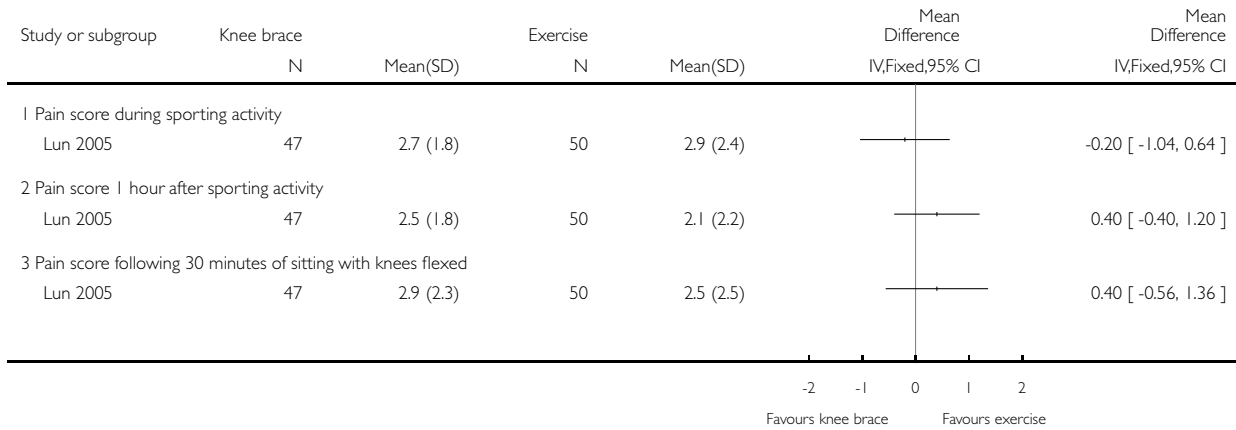 Study or subgroup Knee brace Exercise Mean Difference Mean Difference
N Mean(SD) N Mean(SD) IV,Fixed,95% CI IV,Fixed,95% CI
1 Pain score during sporting activity
Lun 2005 47 2.7 (1.8) 50 2.9 (2.4) -0.20 [ -1.04, 0.64 ]
2 Pain score 1 hour after sporting activity
Lun 2005 47 2.5 (1.8) 50 2.1 (2.2) 0.40 [ -0.40, 1.20 ]
3 Pain score following 30 minutes of sitting with knees flexed
Lun 2005 47 2.9 (2.3) 50 2.5 (2.5) 0.40 [ -0.56, 1.36 ]
-2 -1 0 1 2
Favours knee brace Favours exercise